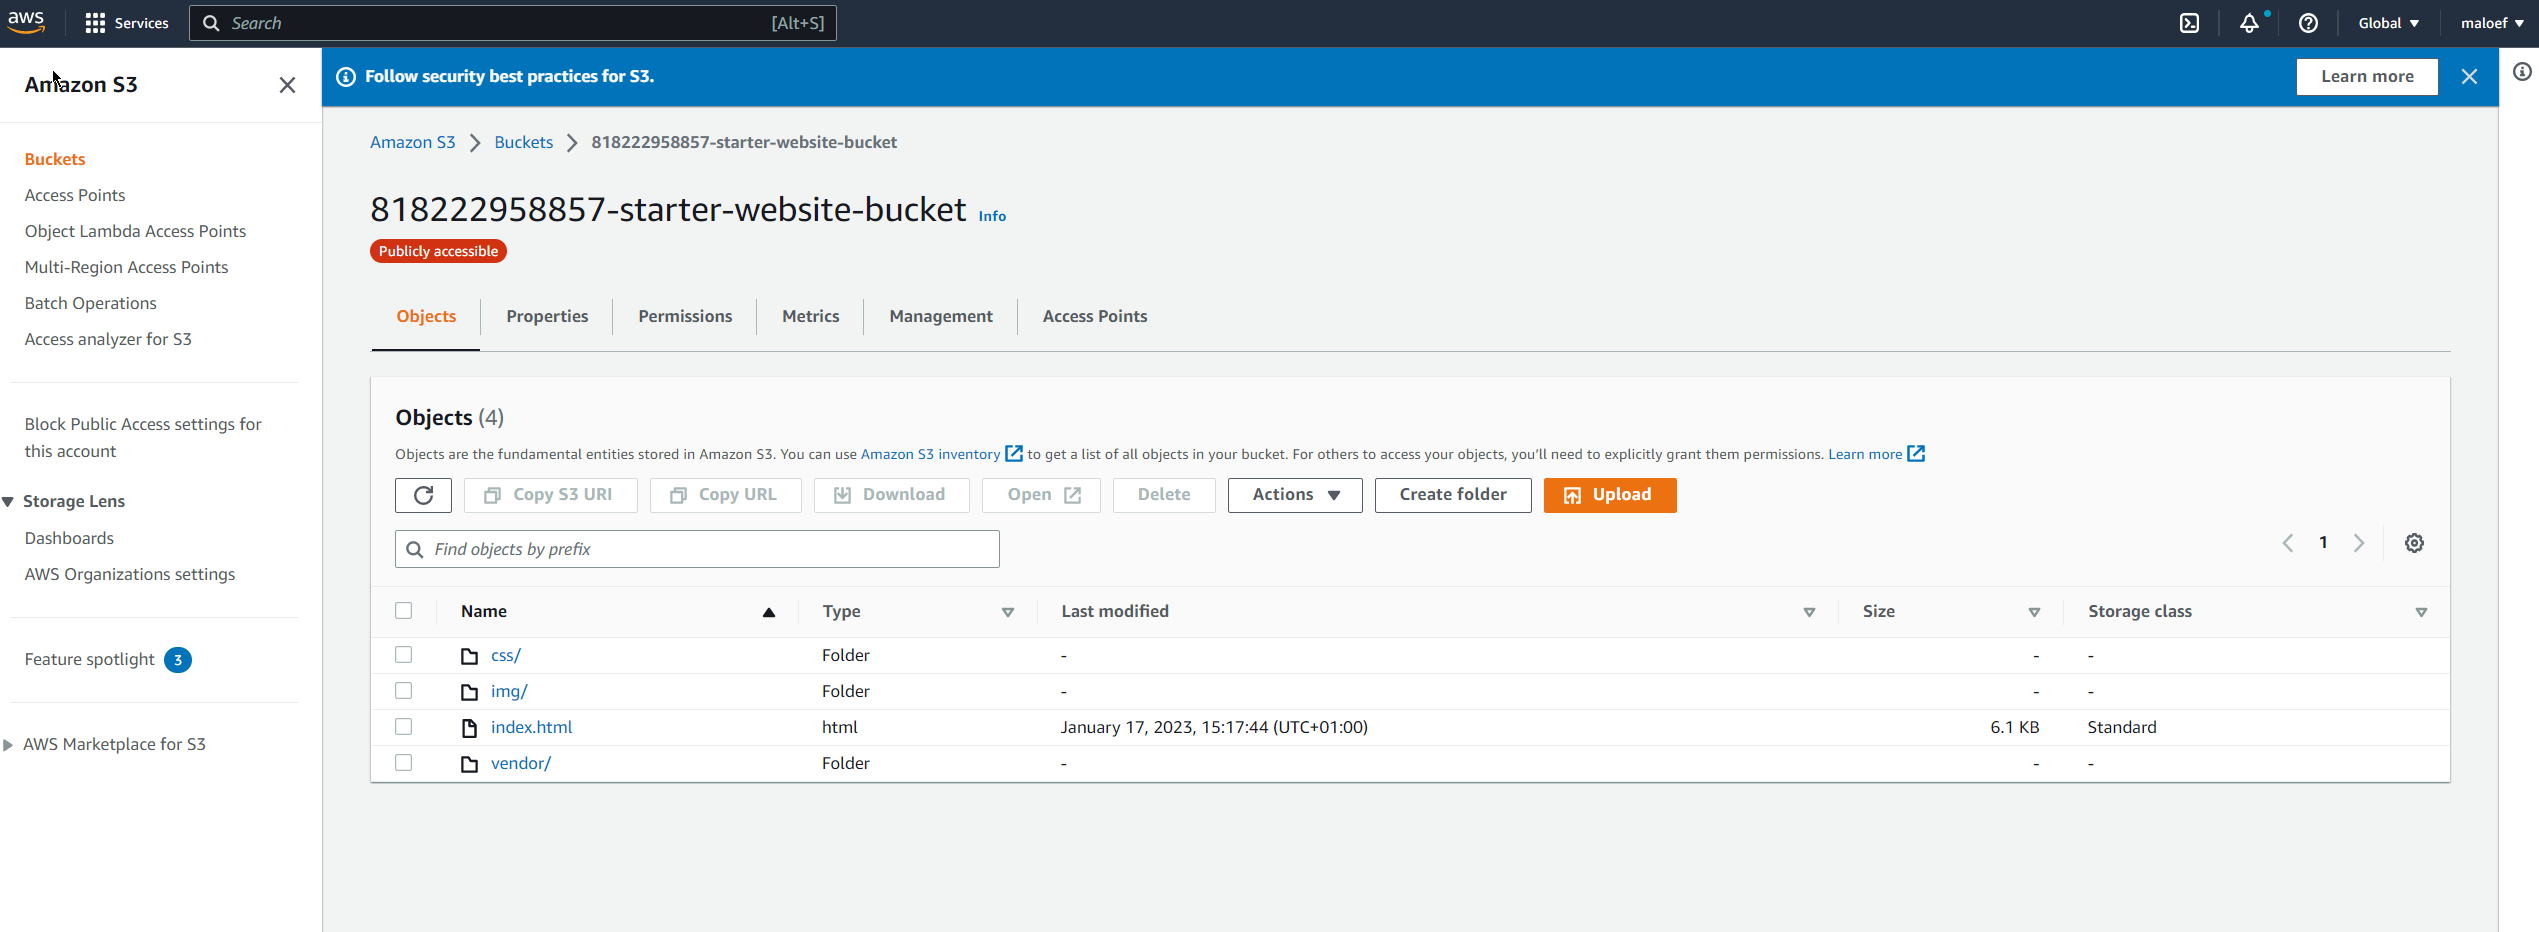 aws
Services
Search [Alt+S]
Global
maloef
Amazon S3
Buckets
Access Points
Object Lambda Access Points
Multi-Region Access Points
Batch Operations
Access analyzer for S3
Block Public Access settings for
this account
Storage Lens
Dashboards
AWS Organizations settings
Feature spotlight 3
AWS Marketplace for S3
Follow security best practices for S3.
Learn more
Amazon S3 Buckets 818222958857-starter-website-bucket
818222958857-starter-website-bucket Info
Publicly accessible
Objects Properties Permissions Metrics Management Access Points
Objects (4)
Objects are the fundamental entities stored in Amazon S3. You can use Amazon S3 inventory to get a list of all objects in your bucket. For others to access your objects, you'll need to explicitly grant them permissions. Learn more
Copy S3 URI Copy URL Download Open Delete Actions Create folder Upload
Find objects by prefix
1
Name Type Last modified Size Storage class
css/ Folder - - -
img/ Folder - - -
index.html html January 17, 2023, 15:17:44 (UTC+01:00) 6.1 KB Standard
vendor/ Folder - - -